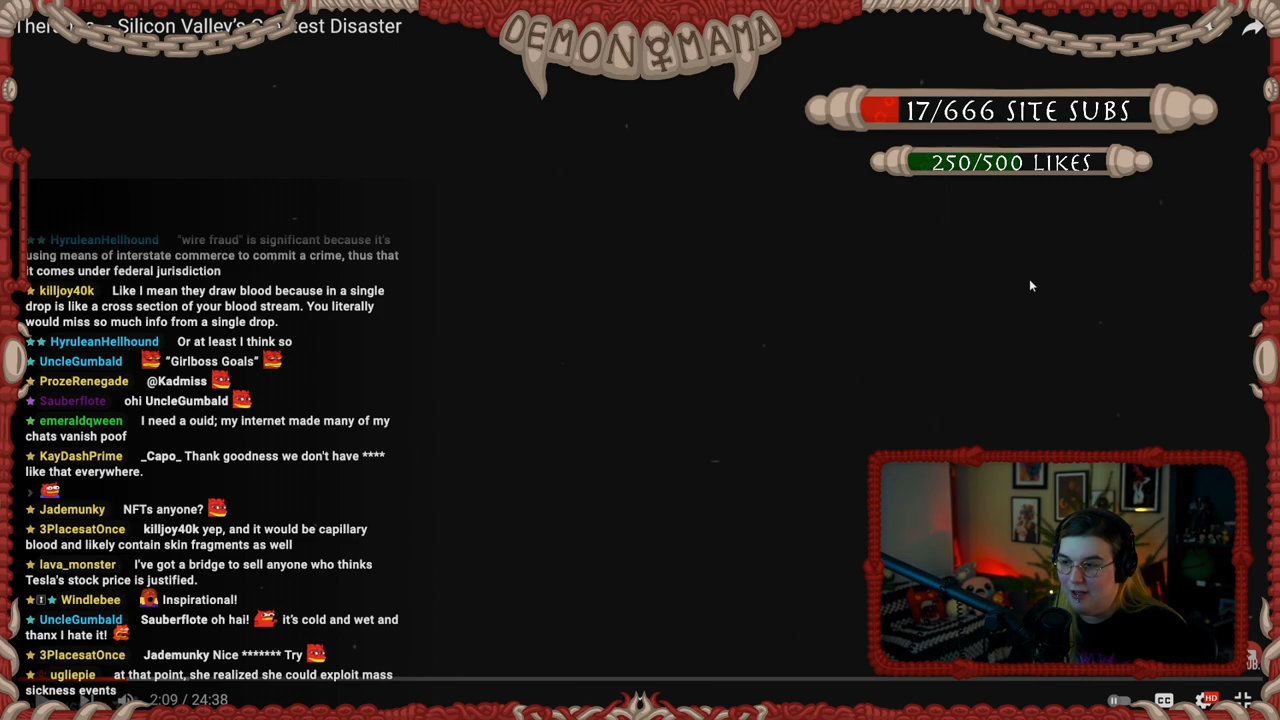 Silicon Valley's
test Disaster
DEMON MAMA
17/666 SITE SUBS
250/500 LIKES
HyruleanHellhound "wire fraud" is significant because it's
using means of interstate commerce to commit a crime, thus that
it comes under federal jurisdiction
killjoy40k Like I mean they draw blood because in a single
drop is like a cross section of your blood stream. You literally
would miss so much info from a single drop.
HyruleanHellhound Or at least I think so
UncleGumbald "Girlboss Goals"
ProzeRenegade @Kadmiss
Sauberflote ohi UncleGumbald
emeraldqween I need a ouid; my internet made many of my
chats vanish poof
KayDashPrime _Capo_ Thank goodness we don't have ****
like that everywhere.
Jademunky NFTs anyone?
3PlacesatOnce killjoy40k yep, and it would be capillary
blood and likely contain skin fragments as well
lava_monster I've got a bridge to sell anyone who thinks
Tesla's stock price is justified.
Windlebee Inspirational!
UncleGumbald Sauberflote oh hai! it's cold and wet and
thanx I hate it!
3PlacesatOnce Jademunky Nice ******* Try
ugliepie at that point, she realized she could exploit mass
sickness events
2:09 / 24:38
CC
HD